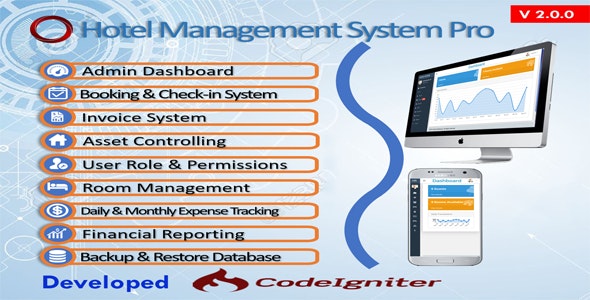 Hotel Management System Pro
V 2.0.0
Admin Dashboard
Booking & Check-in System
Invoice System
Asset Controlling
User Role & Permissions
Room Management
Daily & Monthly Expense Tracking
Financial Reporting
Backup & Restore Database
Developed CodeIgniter
Dashboard